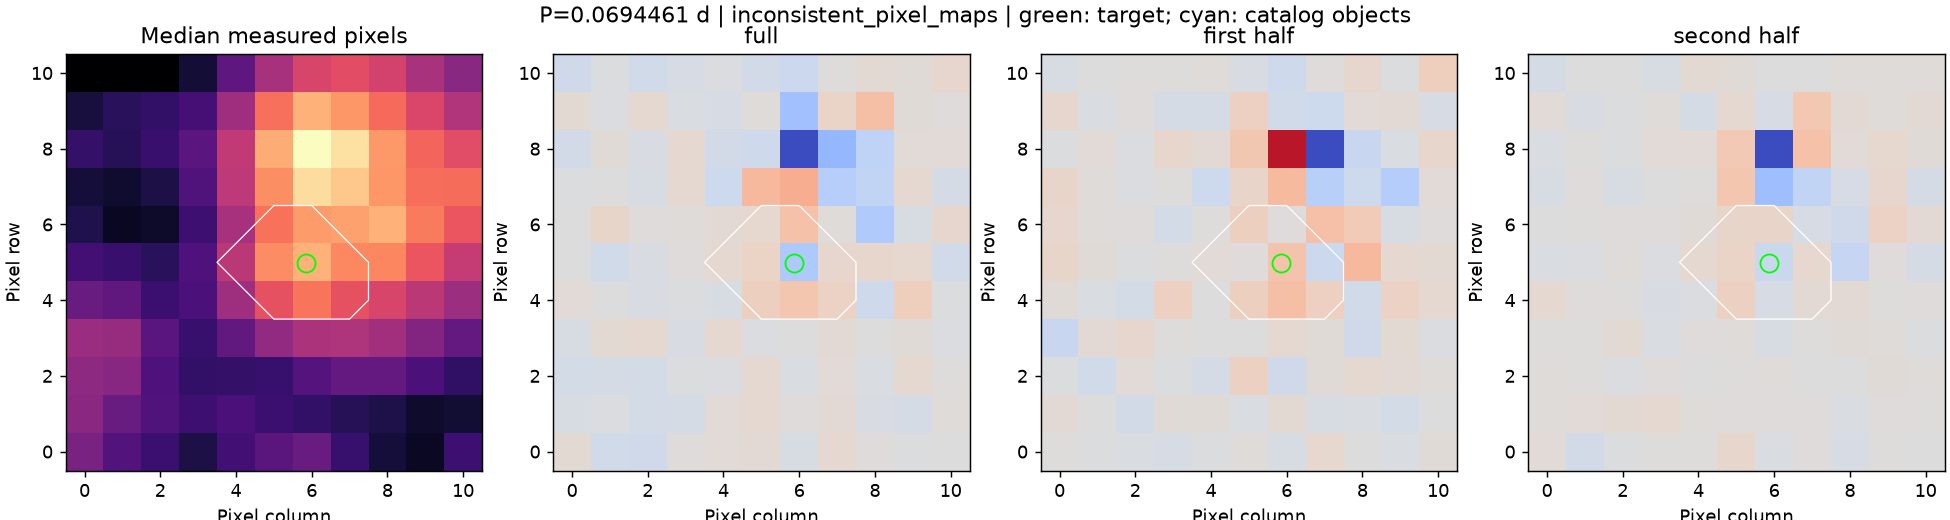 P=0.0694461 d | inconsistent_pixel_maps | green: target; cyan: catalog objects
Median measured pixels
full
first half
second half
10
8
6
4
2
0
Pixel row
0 2 4 6 8 10
Pixel column
10
8
6
4
2
0
Pixel row
0 2 4 6 8 10
Pixel column
10
8
6
4
2
0
Pixel row
0 2 4 6 8 10
Pixel column
10
8
6
4
2
0
Pixel row
0 2 4 6 8 10
Pixel column